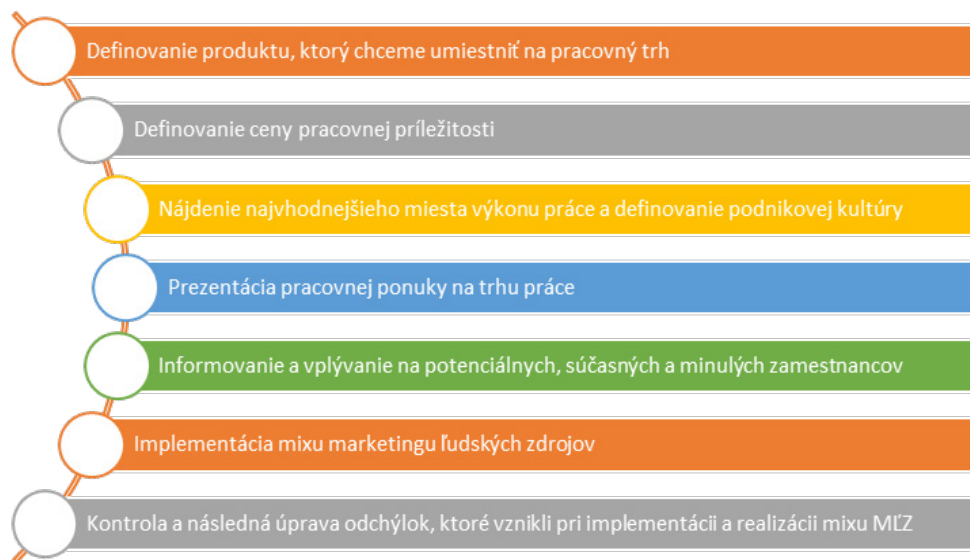 Definovanie produktu, ktorý chceme umiestniť na pracovný trh
Definovanie ceny pracovnej príležitosti
Nájdenie najvhodnejšieho miesta výkonu práce a definovanie podnikovej kultúry
Prezentácia pracovnej ponuky na trhu práce
Informovanie a vplývanie na potenciálnych, súčasných a minulých zamestnancov
Implementácia mixu marketingu ľudských zdrojov
Kontrola a následná úprava odchýlok, ktoré vznikli pri implementácii a realizácii mixu MĽZ